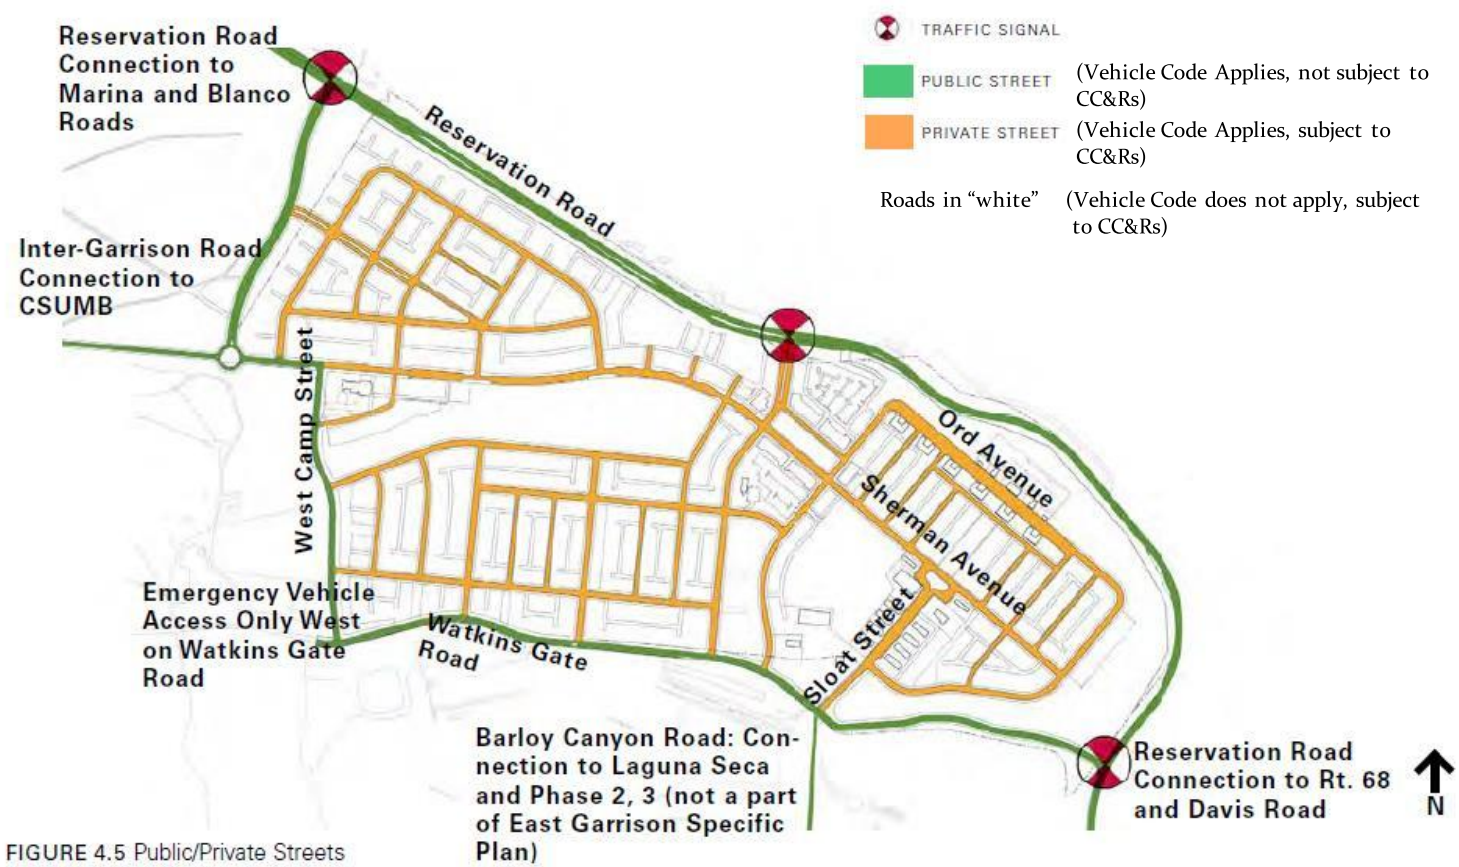 Reservation Road
Connection to
Marina and Blanco
Roads
TRAFFIC SIGNAL
PUBLIC STREET
(Vehicle Code Applies, not subject to
CC&Rs)
PRIVATE STREET
(Vehicle Code Applies, subject to
CC&Rs)
Roads in “white”
(Vehicle Code does not apply, subject
to CC&Rs)
Reservation Road
Inter-Garrison Road
Connection to
CSUMB
West Camp Street
Ord Avenue
Sherman Avenue
Emergency Vehicle
Access Only West
on Watkins Gate
Road
Watkins Gate
Road
Sloat Street
Barloy Canyon Road: Con-
nection to Laguna Seca
and Phase 2, 3 (not a part
of East Garrison Specific
Plan)
Reservation Road
Connection to Rt. 68
and Davis Road
N
FIGURE 4.5 Public/Private Streets